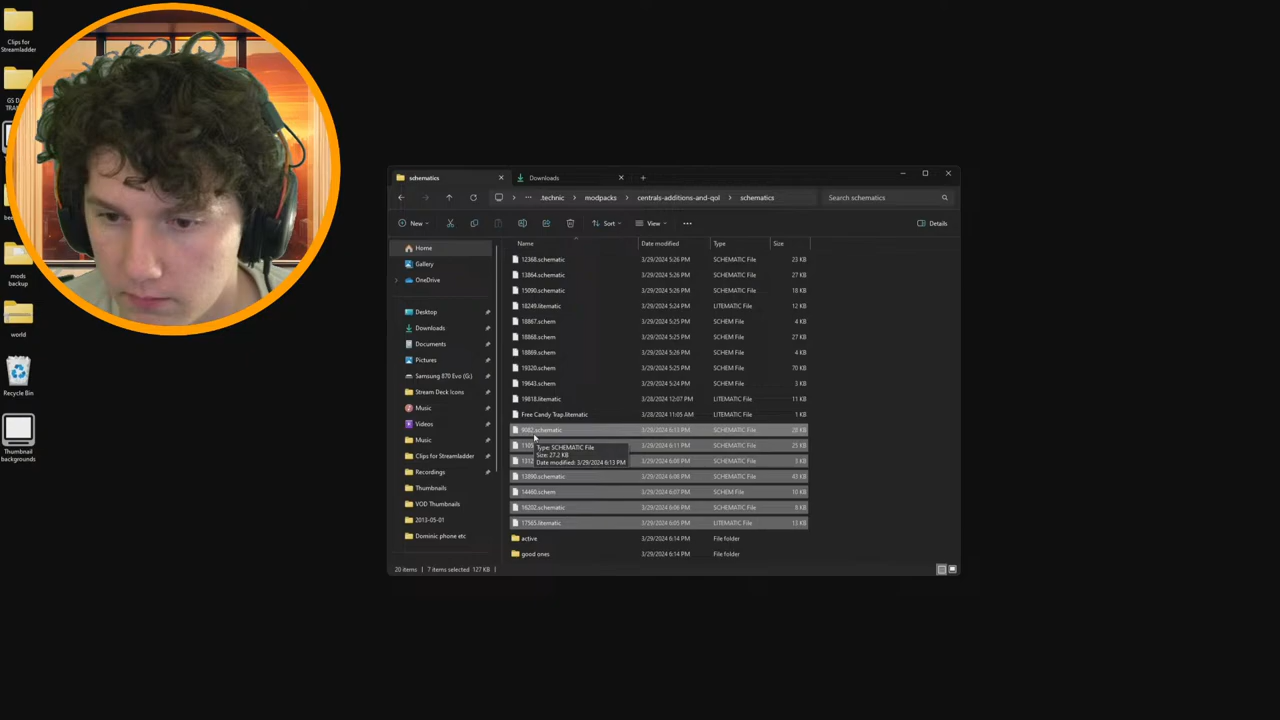 Clips for
Streamladder
mods
backup
world
Recycle Bin
Thumbnail
backgrounds
schematics
Downloads
.technic
modpacks
centrals-additions-and-qol
schematics
Search schematics
New
Sort
View
Details
Home
Gallery
OneDrive
Desktop
Downloads
Documents
Pictures
Samsung 870 Evo (G:)
Stream Deck Icons
Music
Videos
Music
Clips for Streamladder
Recordings
Thumbnails
VOD Thumbnails
2013-05-01
Dominic phone etc
Name Date modified Type Size
12368.schematic 3/29/2024 5:26 PM SCHEMATIC File 23 KB
13864.schematic 3/29/2024 5:26 PM SCHEMATIC File 27 KB
15090.schematic 3/29/2024 5:26 PM SCHEMATIC File 18 KB
18249.litematic 3/29/2024 5:26 PM LITEMATIC File 12 KB
18867.schem 3/29/2024 5:25 PM SCHEM File 4 KB
18868.schem 3/29/2024 5:25 PM SCHEM File 27 KB
18869.schem 3/29/2024 5:26 PM SCHEM File 4 KB
19320.schem 3/29/2024 5:25 PM SCHEM File 70 KB
19643.schem 3/29/2024 5:24 PM SCHEM File 3 KB
19818.litematic 3/28/2024 12:07 PM LITEMATIC File 11 KB
Free Candy Trap.litematic 3/28/2024 11:05 AM LITEMATIC File 1 KB
9082.schematic 3/29/2024 6:13 PM SCHEMATIC File 28 KB
3/29/2024 6:11 PM SCHEMATIC File 25 KB
3/29/2024 6:08 PM SCHEMATIC File 3 KB
13890.schematic 3/29/2024 6:08 PM SCHEMATIC File 43 KB
14460.schem 3/29/2024 6:07 PM SCHEM File 10 KB
16202.schematic 3/29/2024 6:06 PM SCHEMATIC File 8 KB
17565.litematic 3/29/2024 6:05 PM LITEMATIC File 13 KB
active 3/29/2024 6:14 PM File folder
good ones 3/29/2024 6:14 PM File folder
Type: SCHEMATIC File
Size: 27.2 KB
Date modified: 3/29/2024 6:13 PM
20 items 7 items selected 127 KB